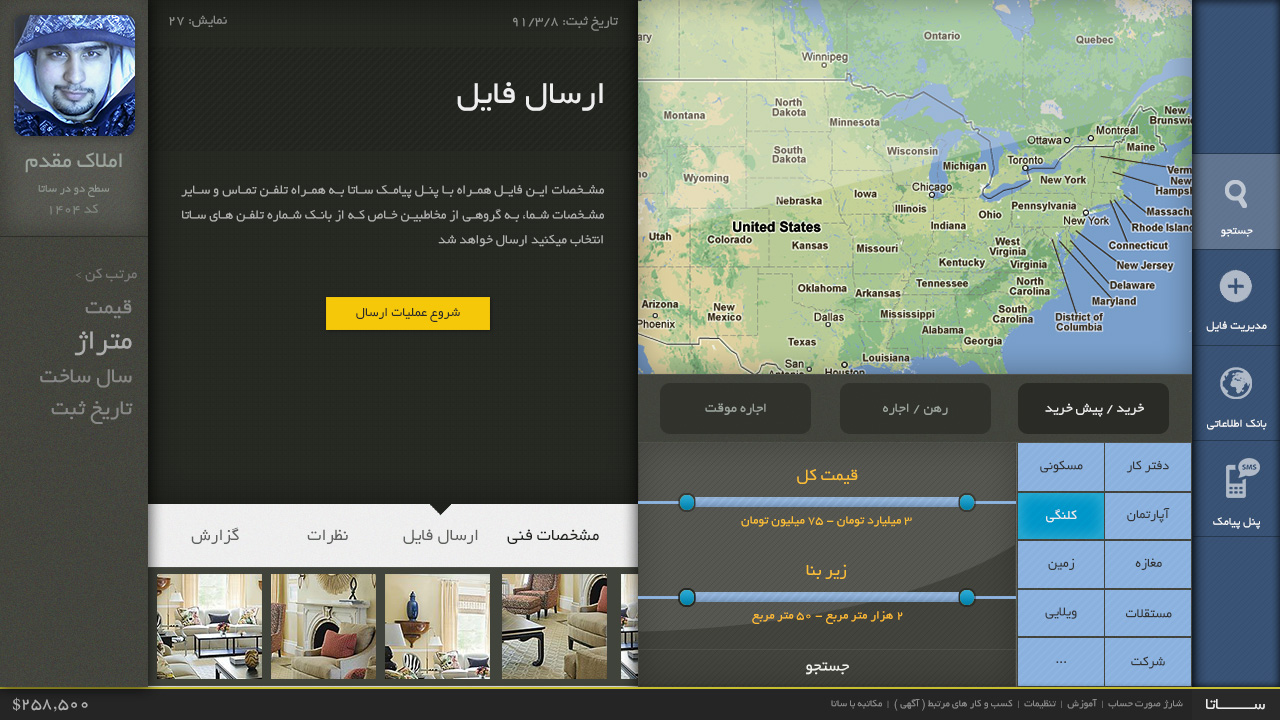 جستجو
مدیریت فایل
بانک اطلاعاتی
پنل پیامک
SMS
Ontario
Quebec
Winnipeg
North Dakota
Montana
Minnesota
New Brunswi
Montreal
Ottawa
Maine
South Dakota
Wisconsin
Michigan
Toronto
Verm
New Hampsh
Wyoming
New York
Iowa
Chicago
Nebraska
Illinois
Pennsylvania
New York
Massachu
Rhode Island
United States
Ohio
Indiana
Utah
Colorado
Kansas
Missouri
West Virginia
Connecticut
Kentucky
Virginia
New Jersey
Oklahoma
Arkansas
Tennessee
North Carolina
Delaware
Maryland
Arizona
New Mexico
Mississippi
South Carolina
District of Columbia
Phoenix
Dallas
Alabama
Georgia
Texas
Louisiana
San Antonio
Houston
خرید / پیش خرید
رهن / اجاره
اجاره موقت
دفتر کار
مسکونی
آپارتمان
کلنگی
مغازه
زمین
مستقلات
ویلایی
شرکت
...
قیمت کل
۳ میلیارد تومان - ۷۵ میلیون تومان
زیر بنا
۲ هزار متر مربع - ۵۰ متر مربع
جستجو
تاریخ ثبت: ۹۱/۳/۸
نمایش: ۲۷
ارسال فایل
مشخصات این فایل همراه با پنل پیامک ساتا به همراه تلفن تماس و سایر
مشخصات شما، به گروهی از مخاطبین خاص که از بانک شماره تلفن های ساتا
انتخاب میکنید ارسال خواهد شد
شروع عملیات ارسال
مشخصات فنی
ارسال فایل
نظرات
گزارش
املاک مقدم
سطح دو در ساتا
کد ۱۴۰۴
مرتب کن >
قیمت
متراژ
سال ساخت
تاریخ ثبت
ساتا
شارژ صورت حساب | آموزش | تنظیمات | کسب و کار های مرتبط ( آگهی ) | مکاتبه با ساتا
$۲۵۸,۵۰۰